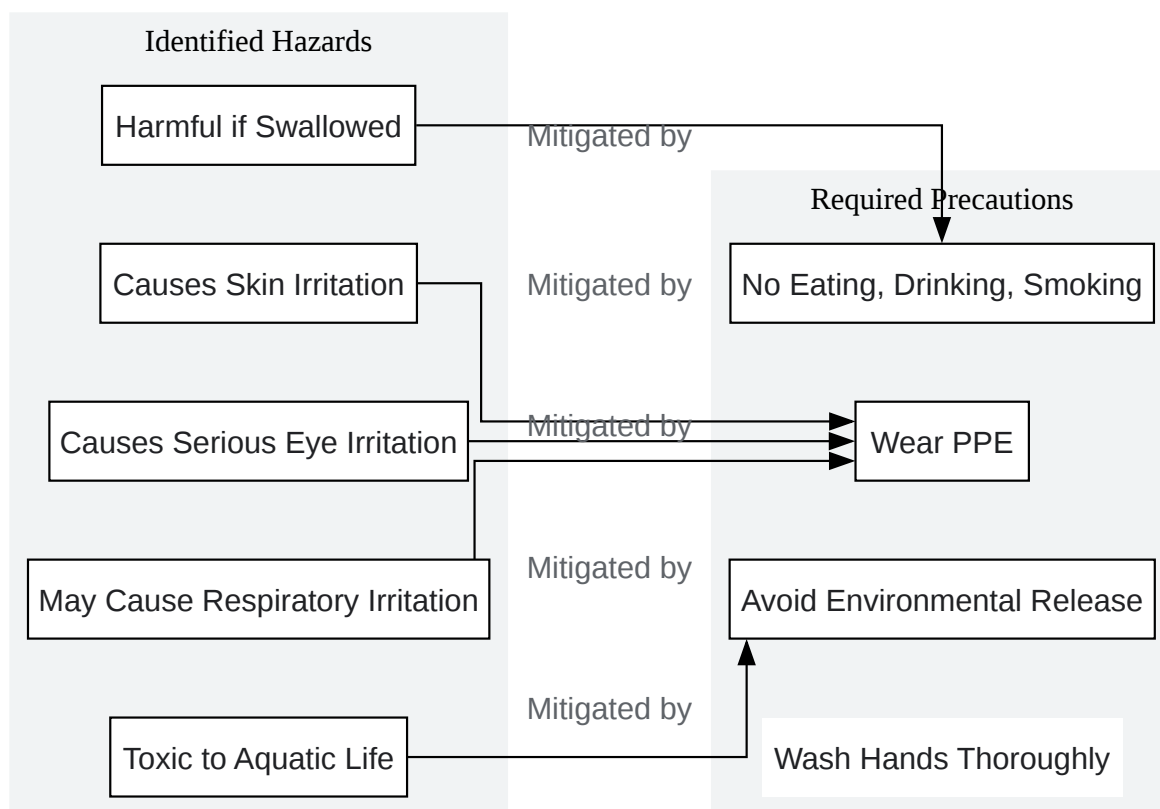 Identified Hazards
Harmful if Swallowed
Mitigated by
Required Precautions
Causes Skin Irritation
Mitigated by
No Eating, Drinking, Smoking
Causes Serious Eye Irritation
Mitigated by
Wear PPE
May Cause Respiratory Irritation
Mitigated by
Avoid Environmental Release
Mitigated by
Toxic to Aquatic Life
Wash Hands Thoroughly